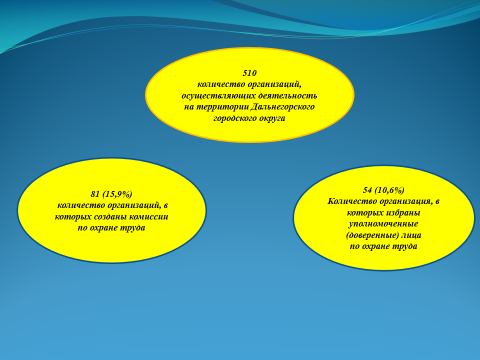 510
количество организаций,
осуществляющих деятельность
на территории Дальнегорского
городского округа
81 (15,9%)
количество организаций, в
которых созданы комиссии
по охране труда
54 (10,6%)
Количество организация, в
которых избраны
уполномоченные
(доверенные) лица
по охране труда